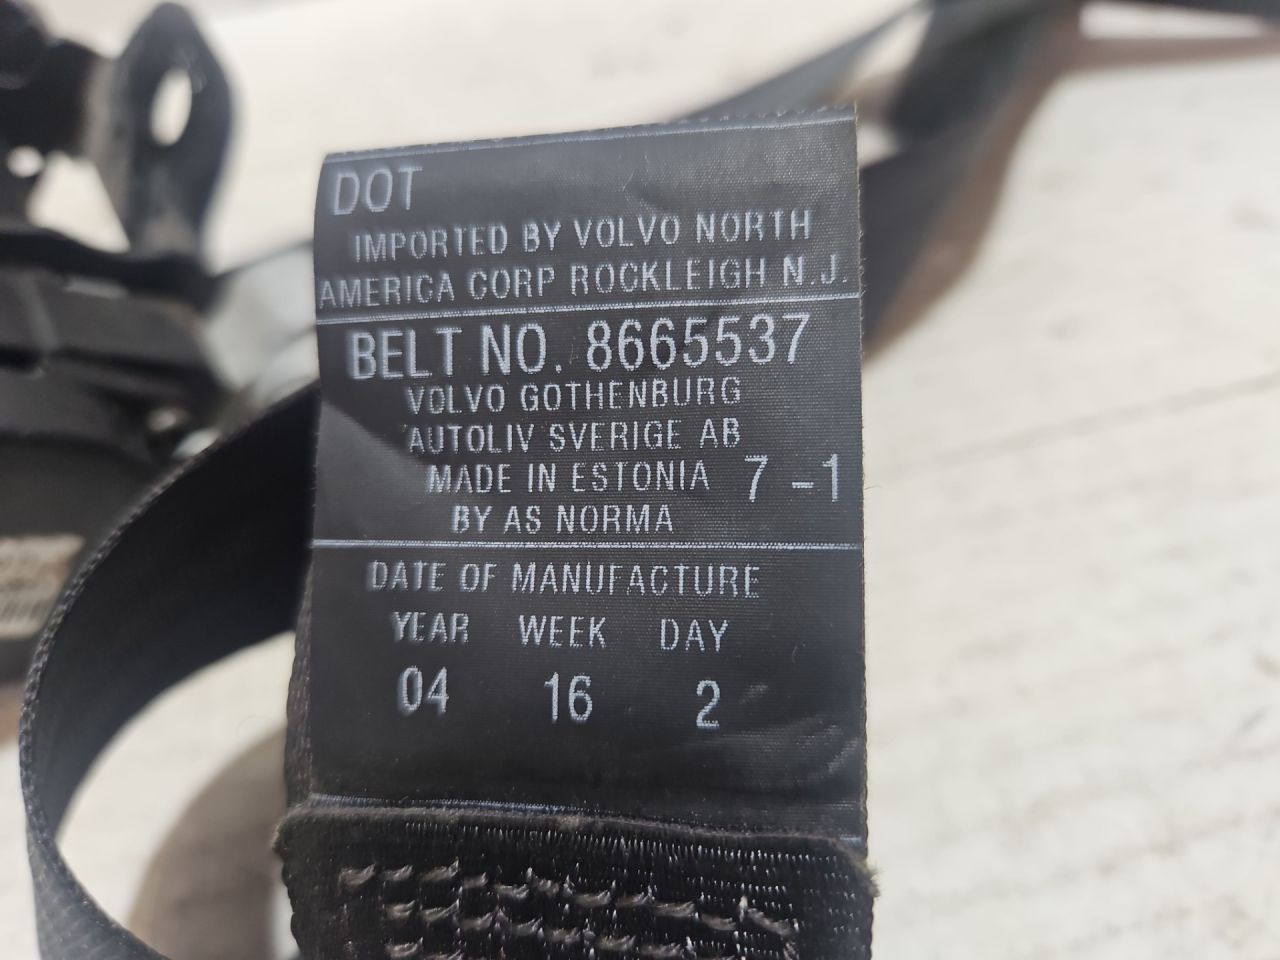 DOT
IMPORTED BY VOLVO NORTH
AMERICA CORP ROCKLEIGH N.J.
BELT NO. 8665537
VOLVO GOTHENBURG
AUTOLIV SVERIGE AB
MADE IN ESTONIA 7 -1
BY AS NORMA
DATE OF MANUFACTURE
YEAR WEEK DAY
04 16 2